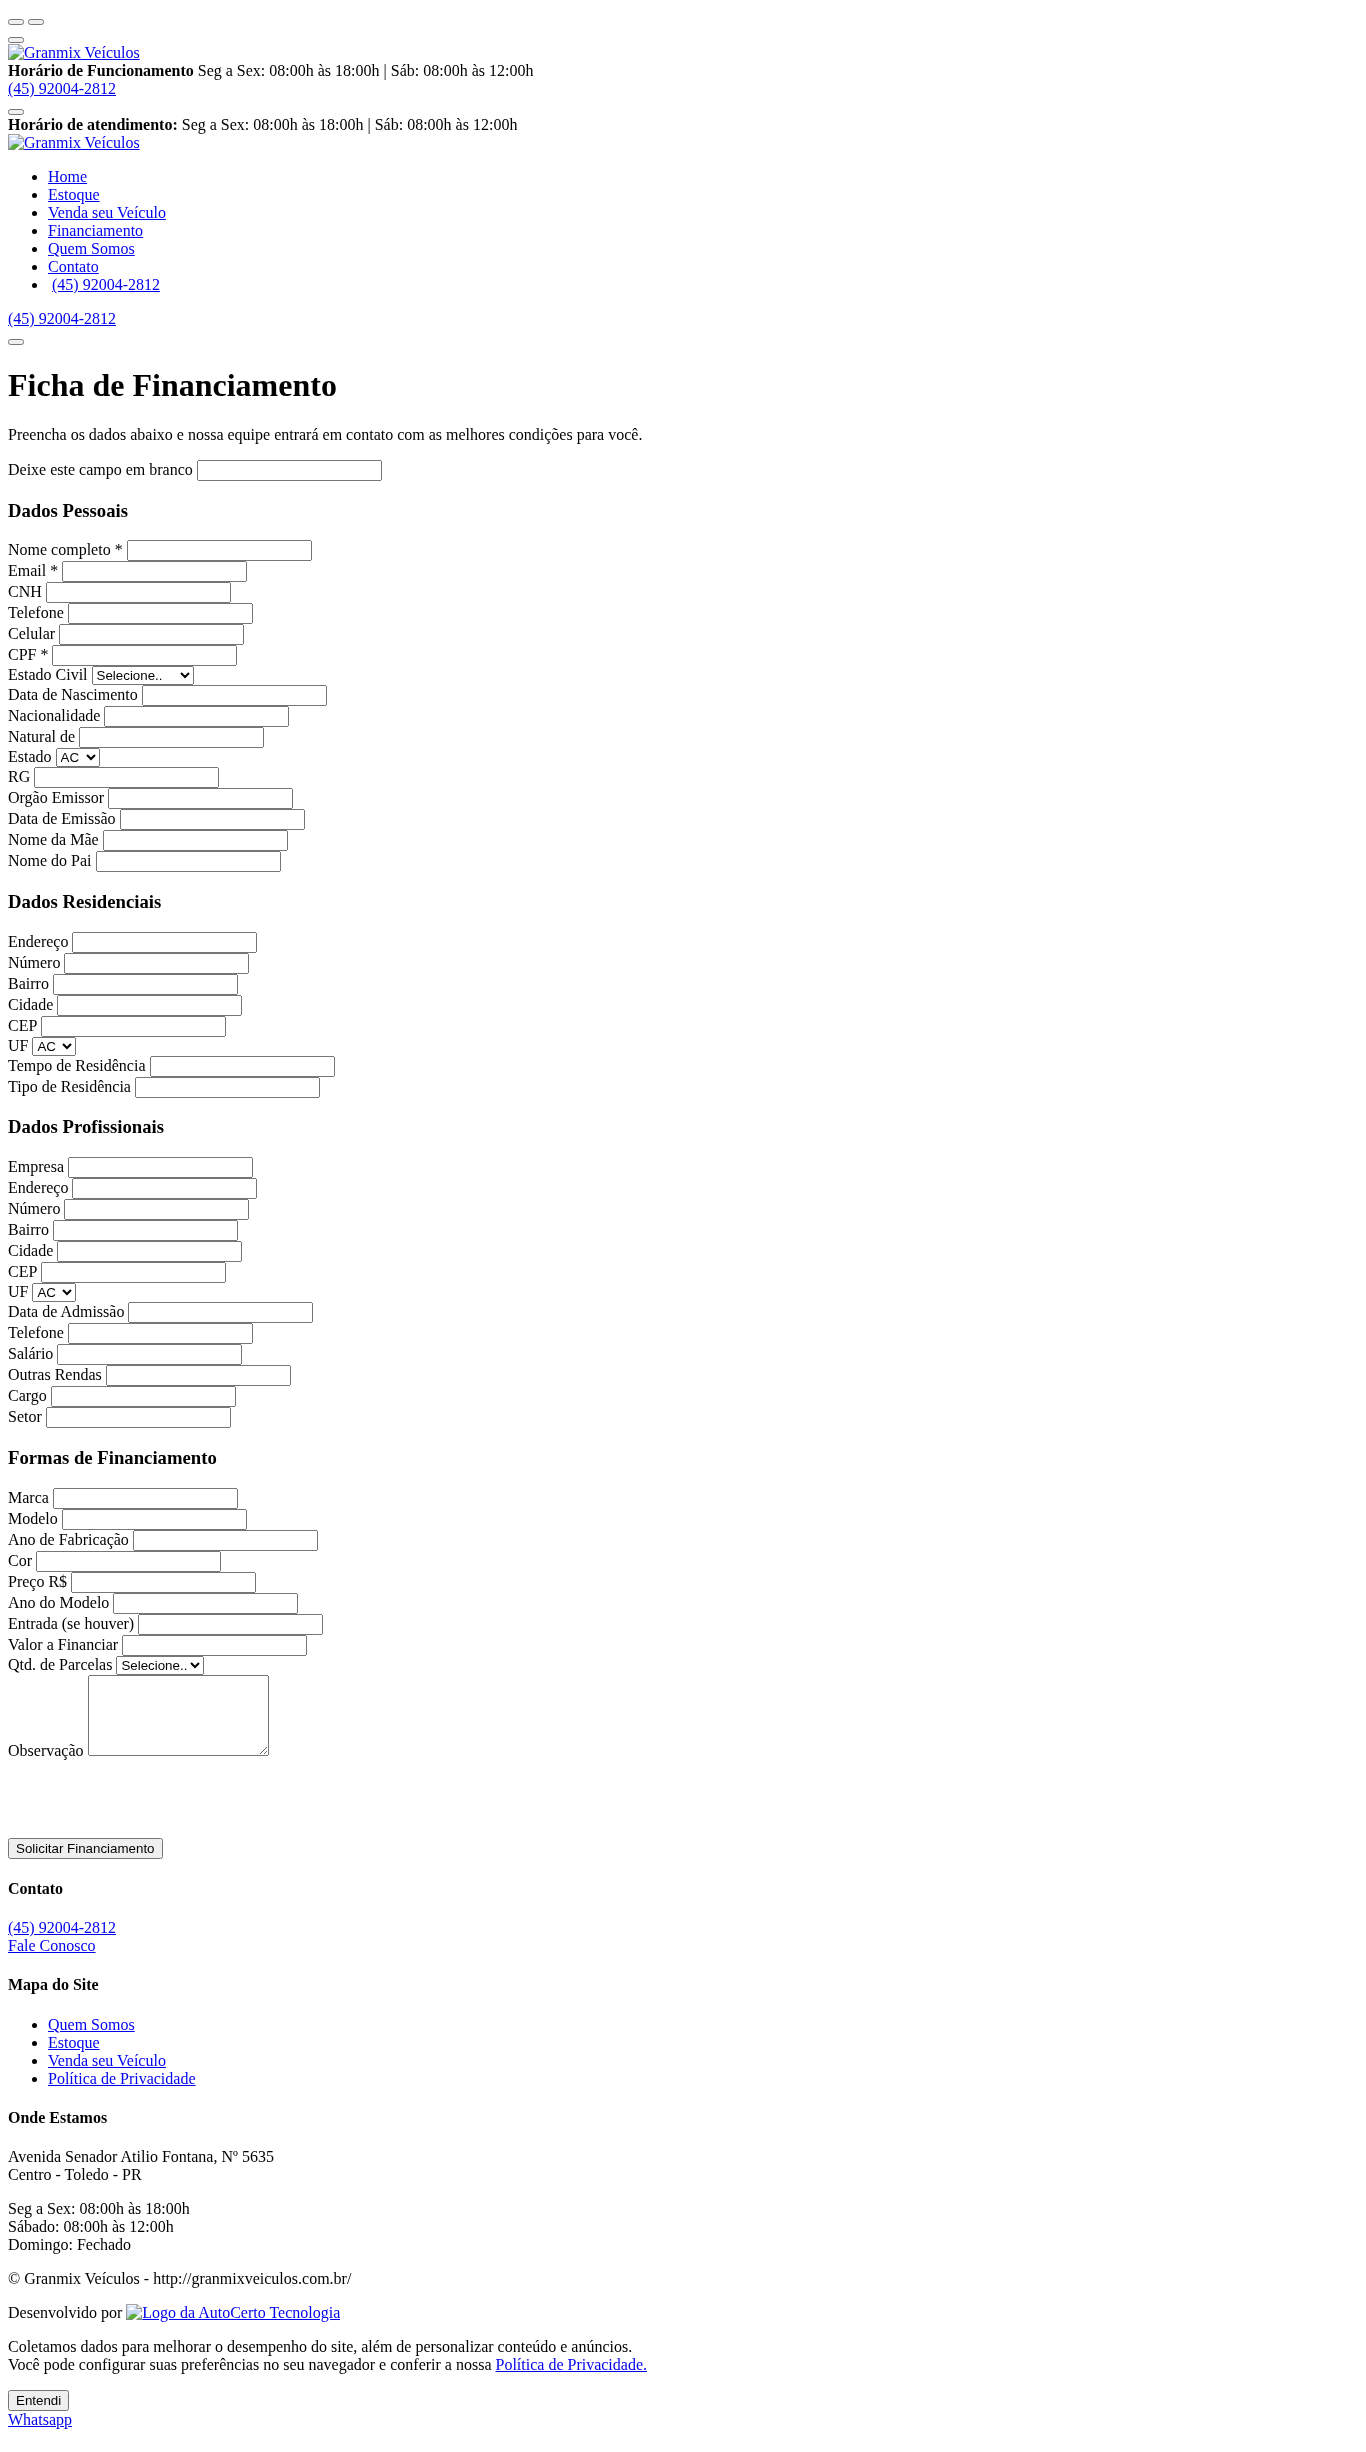 Granmix Veículos
Horário de Funcionamento Seg a Sex: 08:00h às 18:00h | Sáb: 08:00h às 12:00h
(45) 92004-2812
Horário de atendimento: Seg a Sex: 08:00h às 18:00h | Sáb: 08:00h às 12:00h
Granmix Veículos
Home
Estoque
Venda seu Veículo
Financiamento
Quem Somos
Contato
(45) 92004-2812
(45) 92004-2812
Ficha de Financiamento
Preencha os dados abaixo e nossa equipe entrará em contato com as melhores condições para você.
Deixe este campo em branco
Dados Pessoais
Nome completo *
Email *
CNH
Telefone
Celular
CPF *
Estado Civil Selecione..
Data de Nascimento
Nacionalidade
Natural de
Estado AC
RG
Orgão Emissor
Data de Emissão
Nome da Mãe
Nome do Pai
Dados Residenciais
Endereço
Número
Bairro
Cidade
CEP
UF AC
Tempo de Residência
Tipo de Residência
Dados Profissionais
Empresa
Endereço
Número
Bairro
Cidade
CEP
UF AC
Data de Admissão
Telefone
Salário
Outras Rendas
Cargo
Setor
Formas de Financiamento
Marca
Modelo
Ano de Fabricação
Cor
Preço R$
Ano do Modelo
Entrada (se houver)
Valor a Financiar
Qtd. de Parcelas Selecione..
Observação
Solicitar Financiamento
Contato
(45) 92004-2812
Fale Conosco
Mapa do Site
Quem Somos
Estoque
Venda seu Veículo
Política de Privacidade
Onde Estamos
Avenida Senador Atilio Fontana, Nº 5635
Centro - Toledo - PR
Seg a Sex: 08:00h às 18:00h
Sábado: 08:00h às 12:00h
Domingo: Fechado
© Granmix Veículos - http://granmixveiculos.com.br/
Desenvolvido por Logo da AutoCerto Tecnologia
Coletamos dados para melhorar o desempenho do site, além de personalizar conteúdo e anúncios.
Você pode configurar suas preferências no seu navegador e conferir a nossa Política de Privacidade.
Entendi
Whatsapp